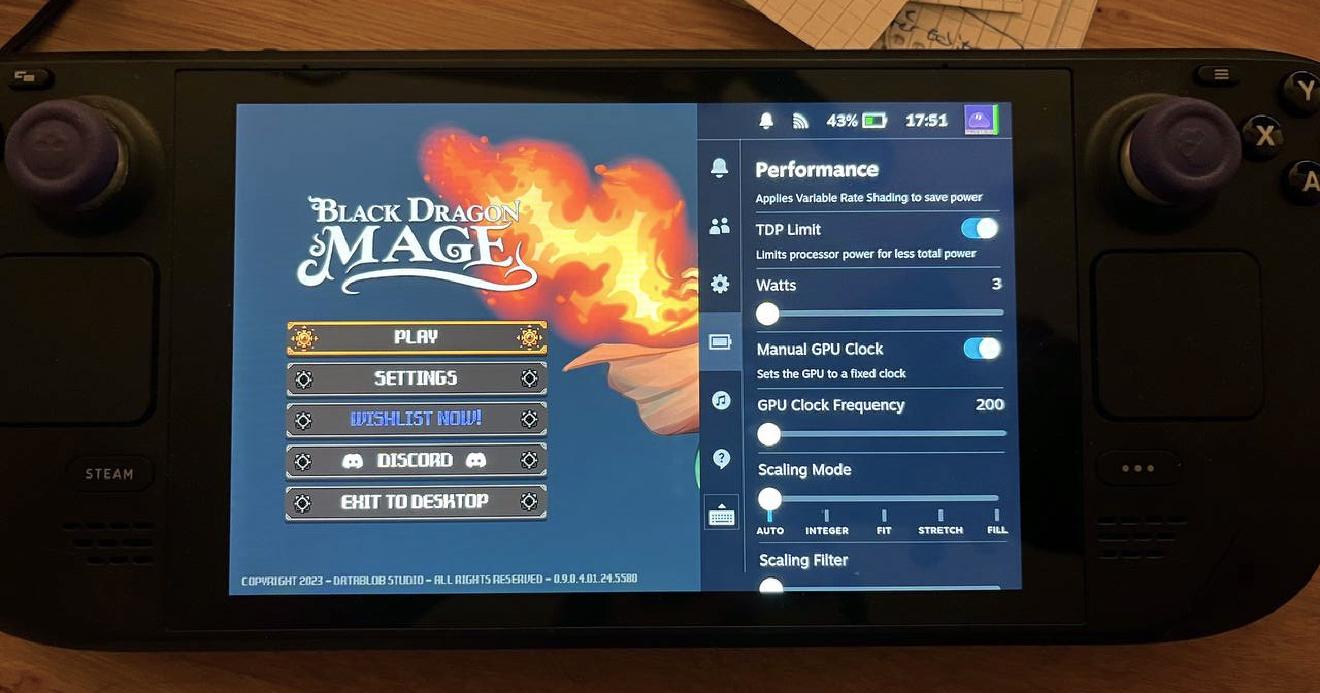 BLACK DRAGON
MAGE
PLAY
SETTINGS
WISHLIST NOW!
DISCORD
EXIT TO DESKTOP
COPYRIGHT 2023 - DATABLOB STUDIO - ALL RIGHTS RESERVED - 0.9.0.4.01.24.5580
43% 17:51
Performance
Applies Variable Rate Shading to save power
TDP Limit
Limits processor power for less total power
Watts 3
Manual GPU Clock
Sets the GPU to a fixed clock
GPU Clock Frequency 200
Scaling Mode
AUTO INTEGER FIT STRETCH FILL
Scaling Filter
STEAM
Y
X
A